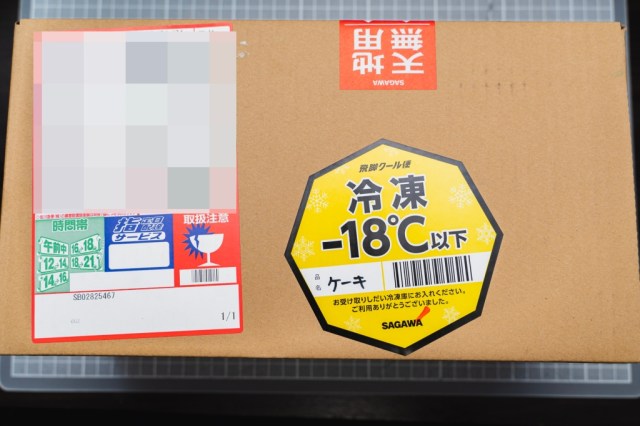 天地
無用
SAGAWA
時間帯
午前中
16-18
12-14
18-21
14-16
指定配達
サービス
取扱注意
SB02825467
1/1
飛脚クール便
冷凍
-18℃以下
品名
ケーキ
お受け取りしだい冷凍庫にお入れください。
ご利用ありがとうございました。
SAGAWA